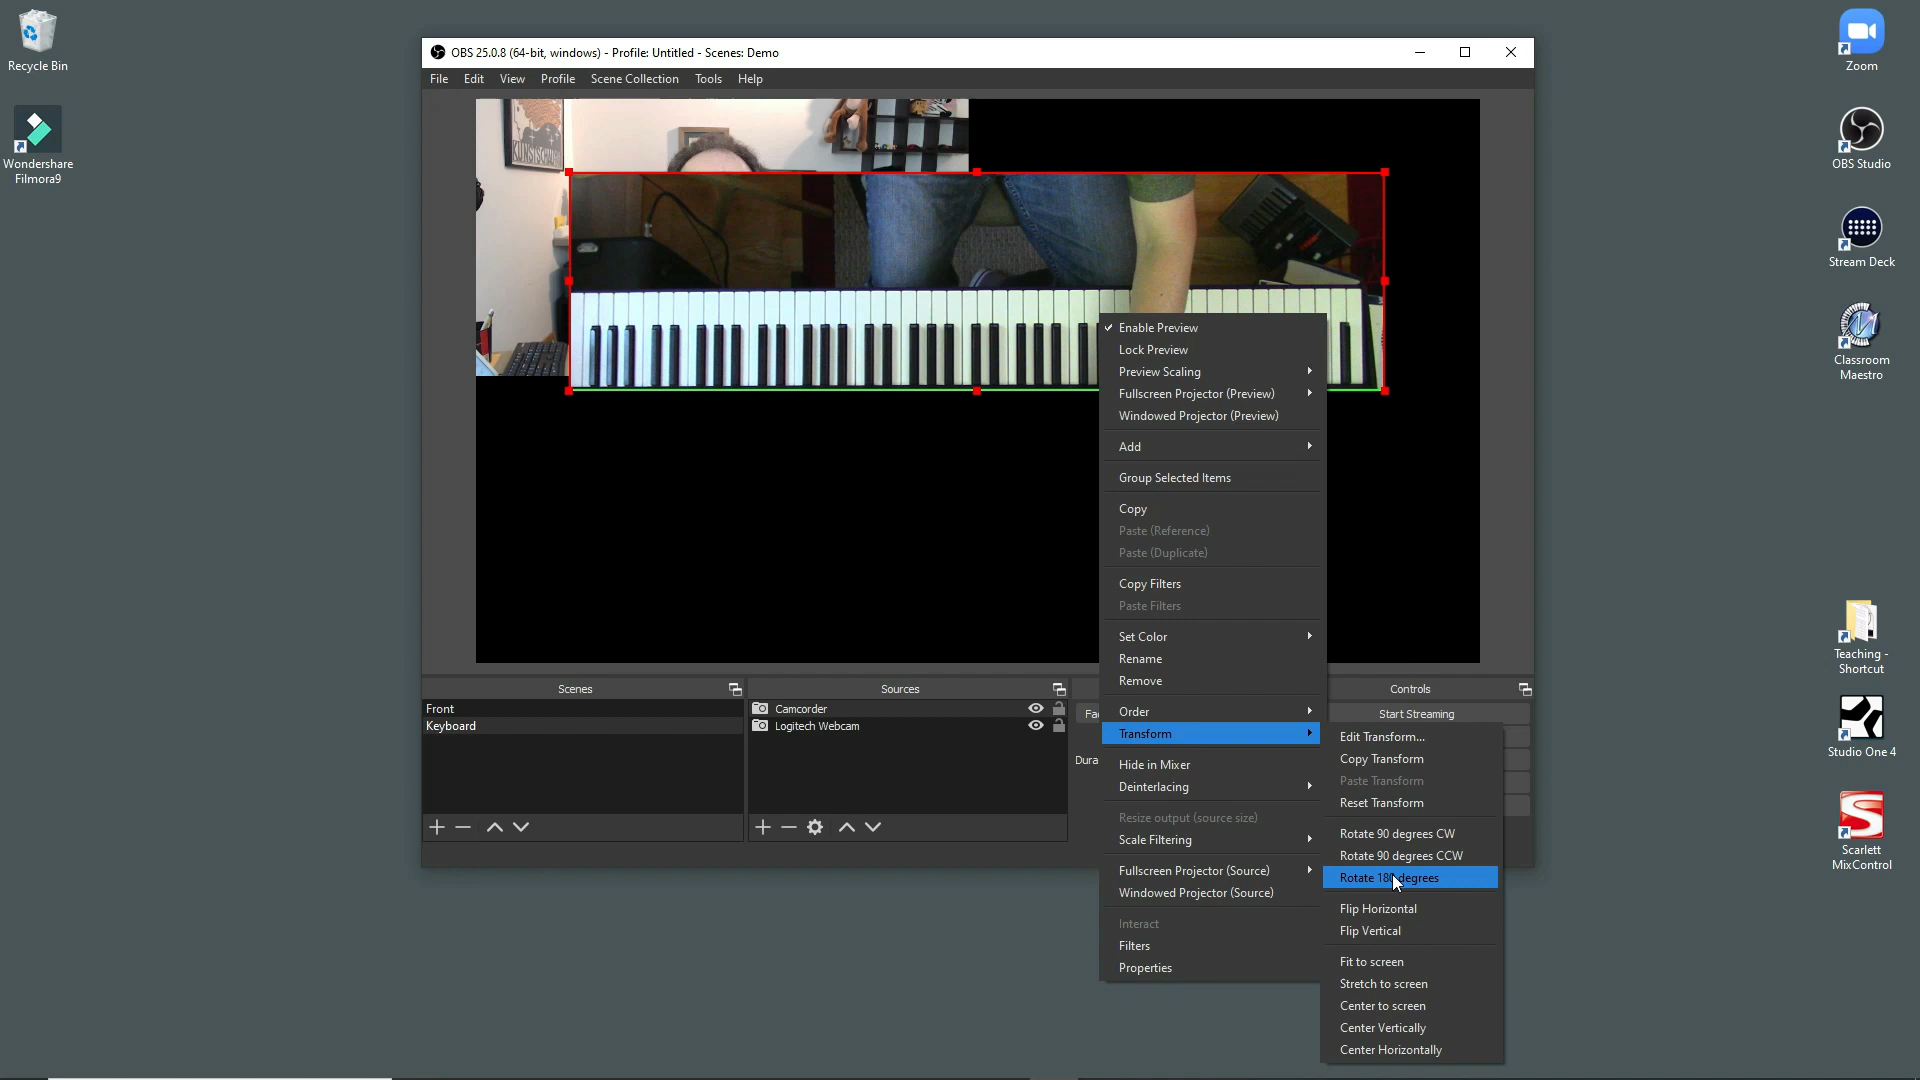 Recycle Bin
Wondershare
Filmora9
OBS 25.0.8 (64-bit, windows) - Profile: Untitled - Scenes: Demo
File Edit View Profile Scene Collection Tools Help
Enable Preview
Lock Preview
Preview Scaling
Fullscreen Projector (Preview)
Windowed Projector (Preview)
Add
Group Selected Items
Copy
Paste (Reference)
Paste (Duplicate)
Copy Filters
Paste Filters
Set Color
Rename
Remove
Order
Transform
Hide in Mixer
Deinterlacing
Resize output (source size)
Scale Filtering
Fullscreen Projector (Source)
Windowed Projector (Source)
Interact
Filters
Properties
Edit Transform...
Copy Transform
Paste Transform
Reset Transform
Rotate 90 degrees CW
Rotate 90 degrees CCW
Rotate 180 degrees
Flip Horizontal
Flip Vertical
Fit to screen
Stretch to screen
Center to screen
Center Vertically
Center Horizontally
Scenes
Front
Keyboard
Sources
Camcorder
Logitech Webcam
Fad
Dura
Controls
Start Streaming
Zoom
OBS Studio
Stream Deck
Classroom
Maestro
Teaching -
Shortcut
Studio One 4
Scarlett
MixControl